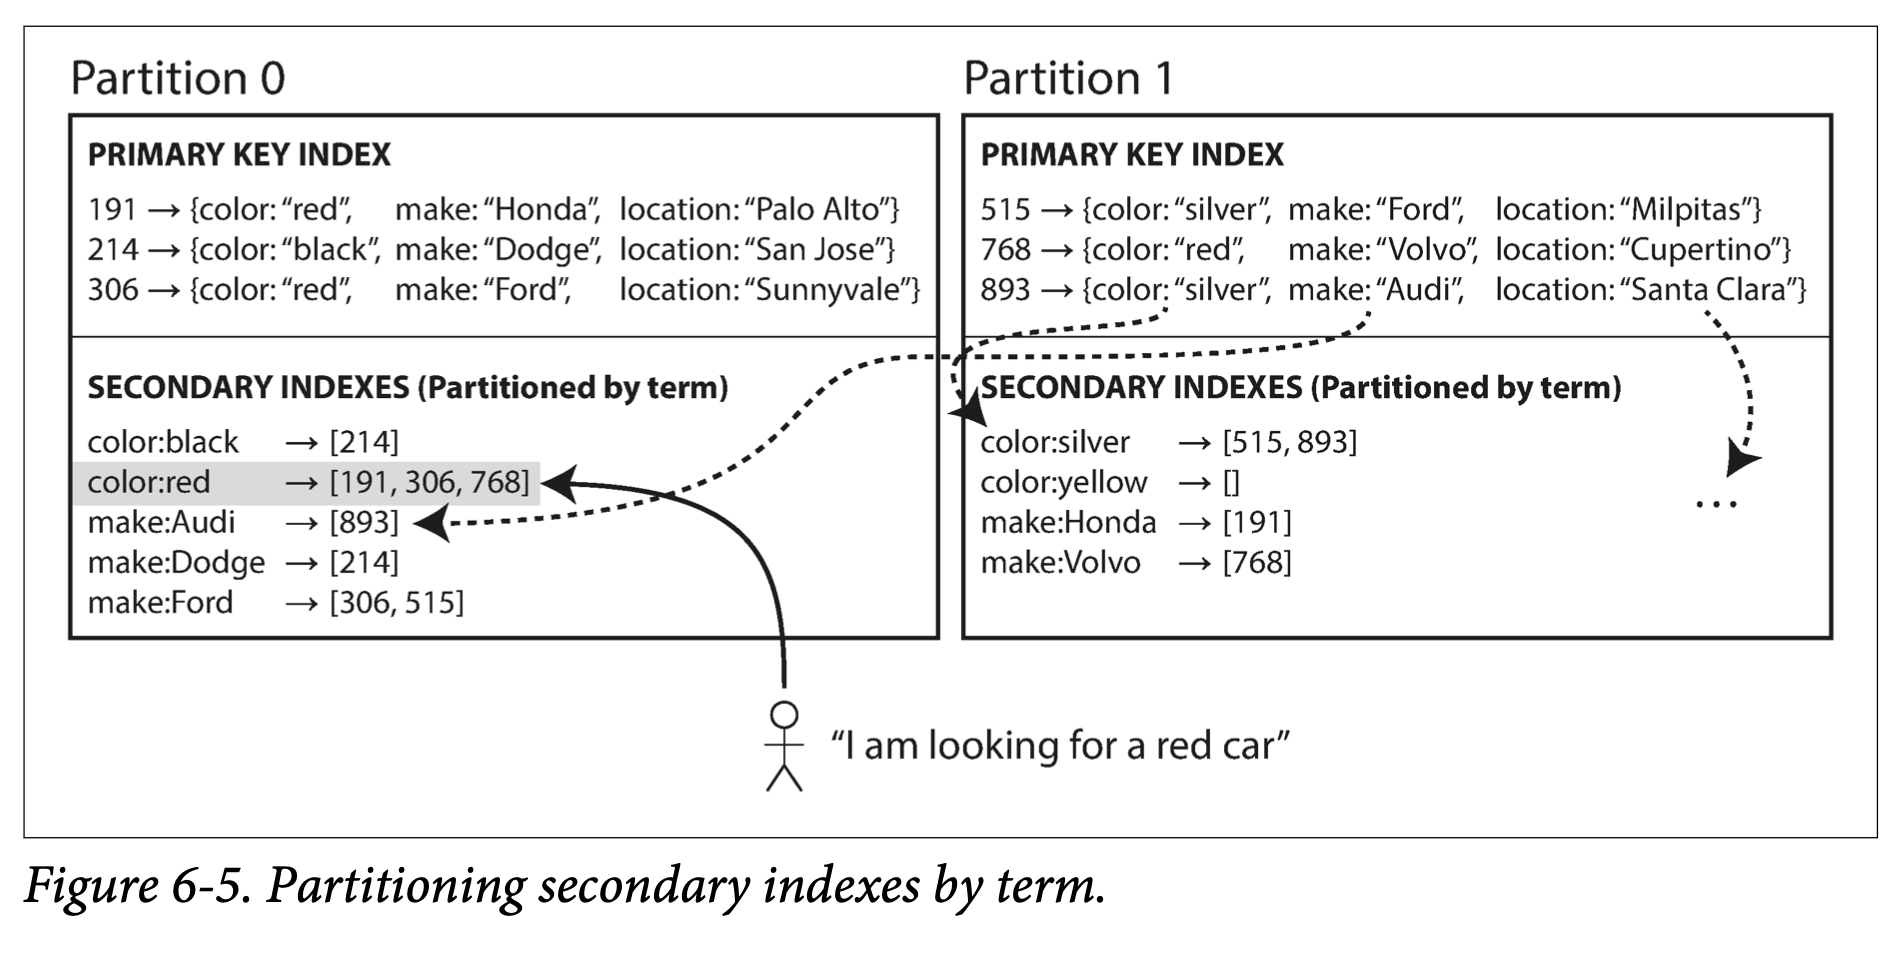 Partition 0
PRIMARY KEY INDEX
191 → {color: “red”, make: “Honda”, location: “Palo Alto”}
214 → {color: “black”, make: “Dodge”, location: “San Jose”}
306 → {color: “red”, make: “Ford”, location: “Sunnyvale”}
SECONDARY INDEXES (Partitioned by term)
color:black → [214]
color:red → [191, 306, 768]
make:Audi → [893]
make:Dodge → [214]
make:Ford → [306, 515]
Partition 1
PRIMARY KEY INDEX
515 → {color: “silver”, make: “Ford”, location: “Milpitas”}
768 → {color: “red”, make: “Volvo”, location: “Cupertino”}
893 → {color: “silver”, make: “Audi”, location: “Santa Clara”}
SECONDARY INDEXES (Partitioned by term)
color:silver → [515, 893]
color:yellow → []
make:Honda → [191]
make:Volvo → [768]
...
“I am looking for a red car”
Figure 6-5. Partitioning secondary indexes by term.